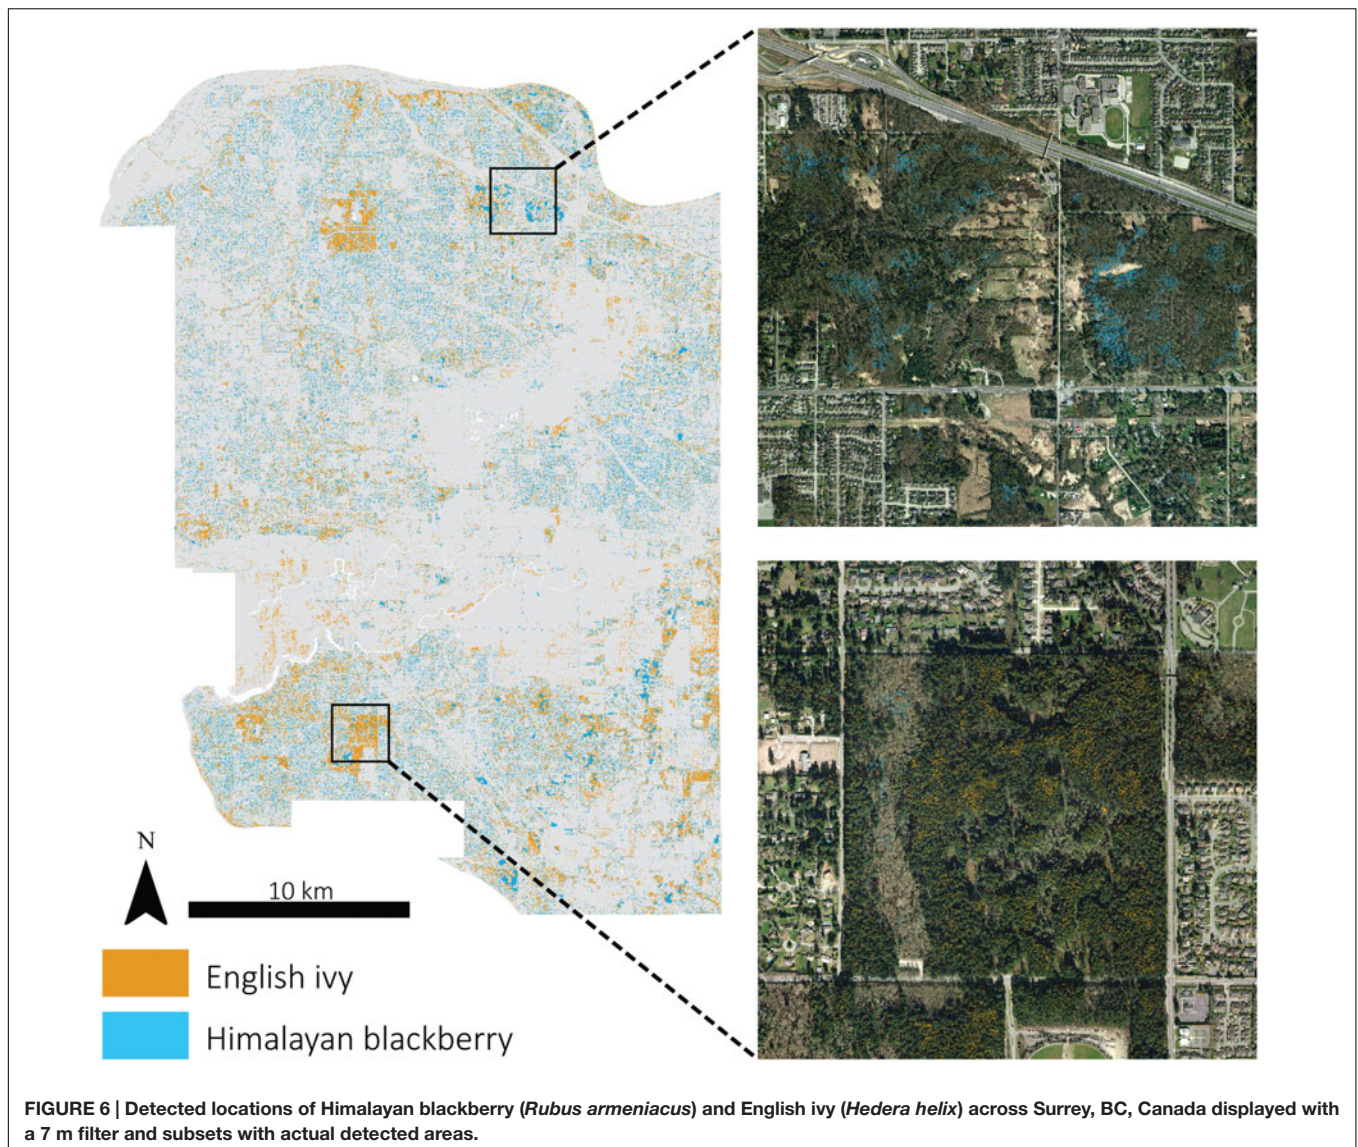 N
10 km
English ivy
Himalayan blackberry
FIGURE 6 | Detected locations of Himalayan blackberry (Rubus armeniacus) and English ivy (Hedera helix) across Surrey, BC, Canada displayed with
a 7 m filter and subsets with actual detected areas.